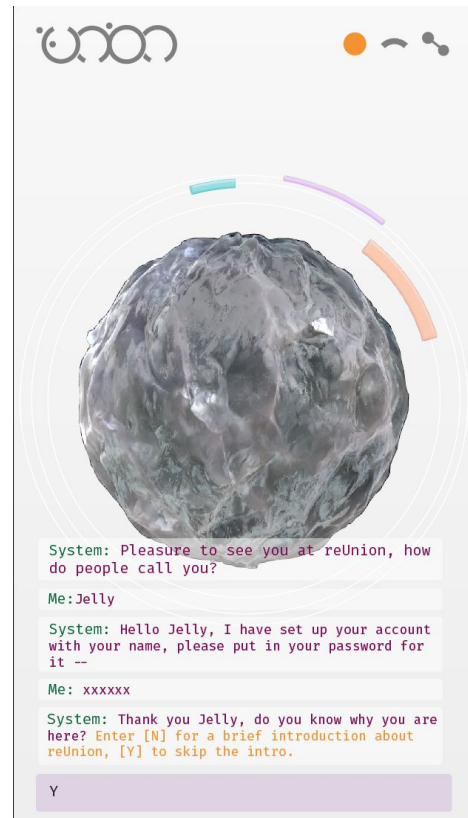 union
System: Pleasure to see you at reUnion, how
do people call you?
Me:Jelly
System: Hello Jelly, I have set up your account
with your name, please put in your password for
it --
Me: xxxxxx
System: Thank you Jelly, do you know why you are
here? Enter [N] for a brief introduction about
reUnion, [Y] to skip the intro.
Y